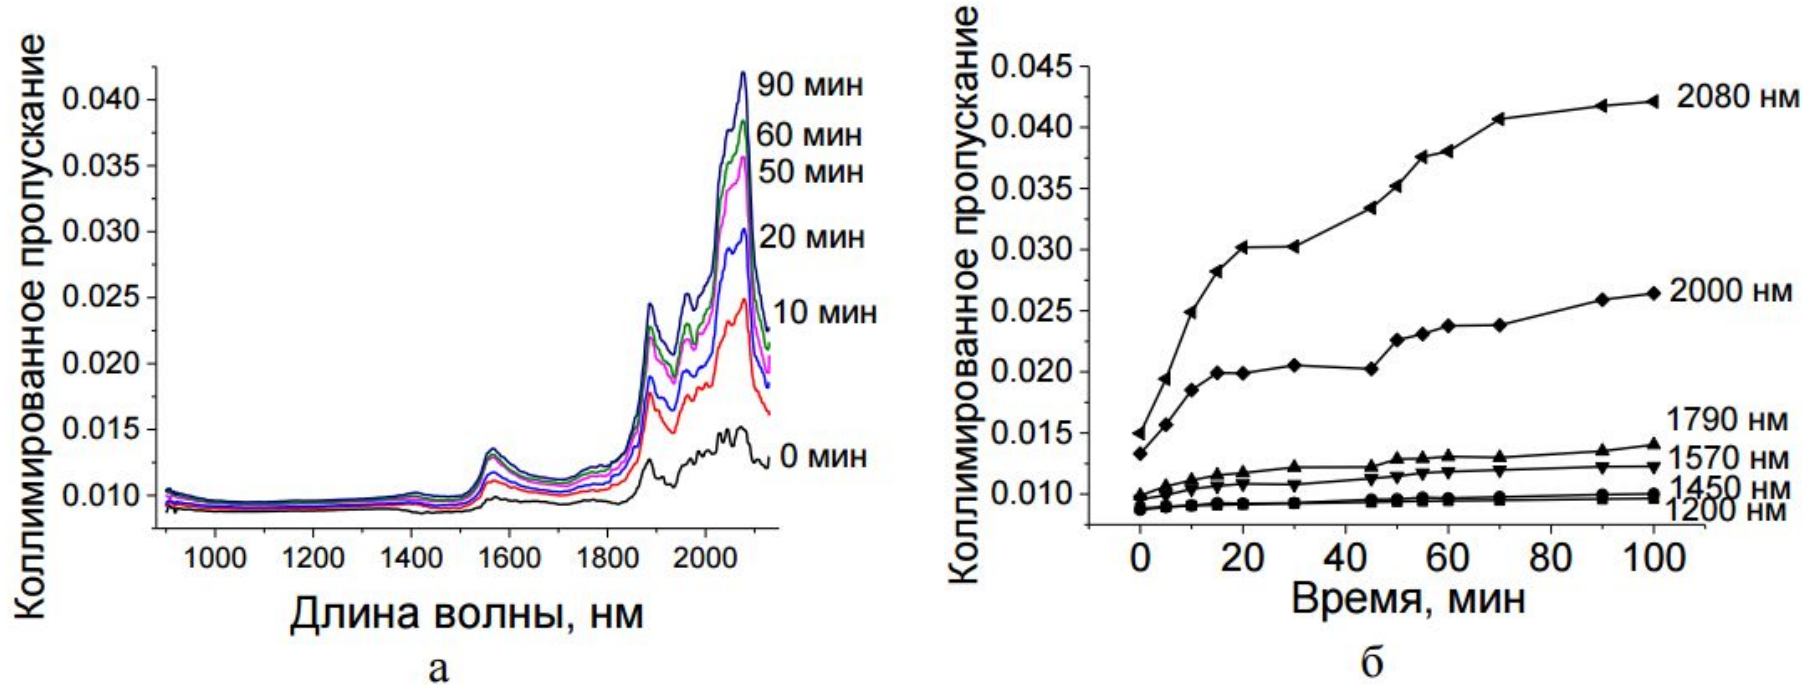 Коллимированное пропускание
0.040
0.035
0.030
0.025
0.020
0.015
0.010
90 мин
60 мин
50 мин
20 мин
10 мин
0 мин
1000 1200 1400 1600 1800 2000
Длина волны, нм
а
Коллимированное пропускание
0.045
0.040
0.035
0.030
0.025
0.020
0.015
0.010
2080 нм
2000 нм
1790 нм
1570 нм
1450 нм
1200 нм
0 20 40 60 80 100
Время, мин
б